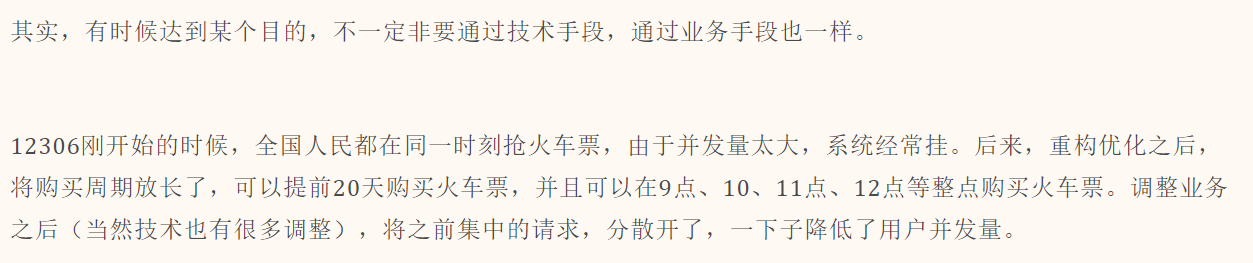 其实，有时候达到某个目的，不一定非要通过技术手段，通过业务手段也一样。
12306刚开始的时候，全国人民都在同一时刻抢火车票，由于并发量太大，系统经常挂。后来，重构优化之后，
将购买周期放长了，可以提前20天购买火车票，并且可以在9点、10、11点、12点等整点购买火车票。调整业务
之后（当然技术也有很多调整），将之前集中的请求，分散开了，一下子降低了用户并发量。